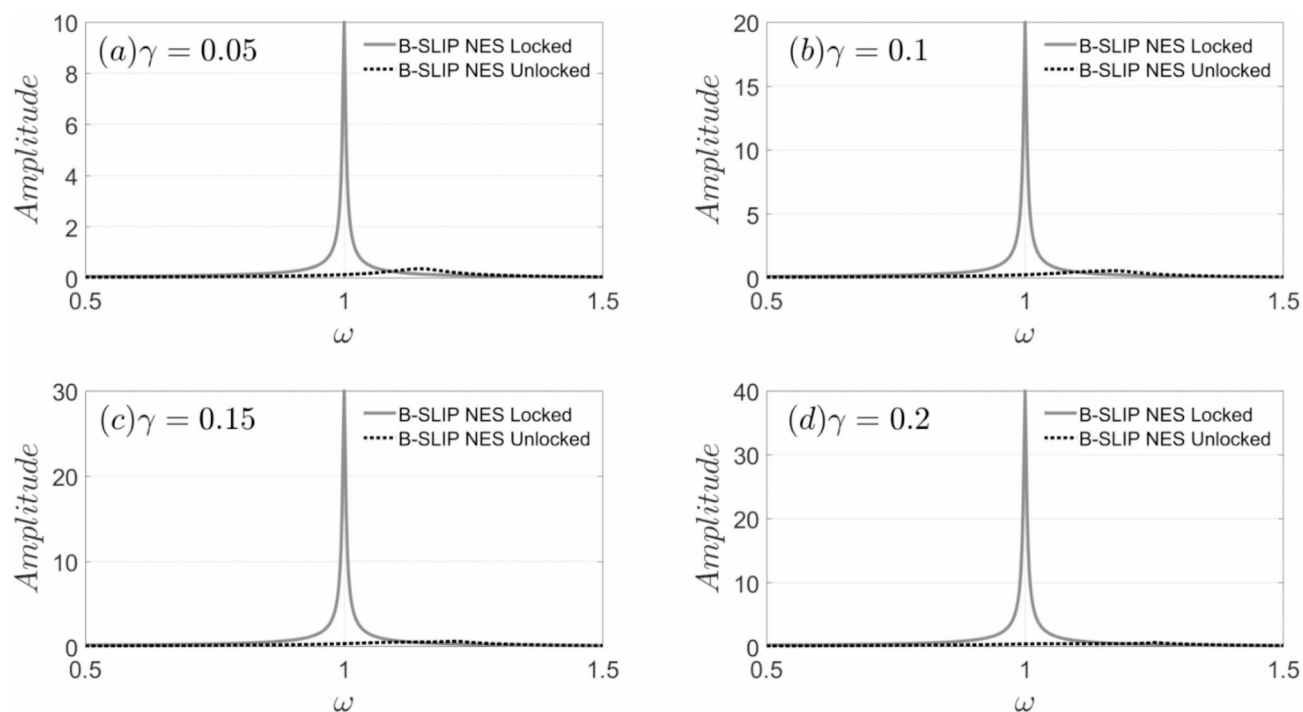 (a)γ = 0.05
B-SLIP NES Locked
B-SLIP NES Unlocked
10
8
6
4
2
0
Amplitude
0.5
1
1.5
ω
(b)γ = 0.1
B-SLIP NES Locked
B-SLIP NES Unlocked
20
15
10
5
0
Amplitude
0.5
1
1.5
ω
(c)γ = 0.15
B-SLIP NES Locked
B-SLIP NES Unlocked
30
20
10
0
Amplitude
0.5
1
1.5
ω
(d)γ = 0.2
B-SLIP NES Locked
B-SLIP NES Unlocked
40
30
20
10
0
Amplitude
0.5
1
1.5
ω